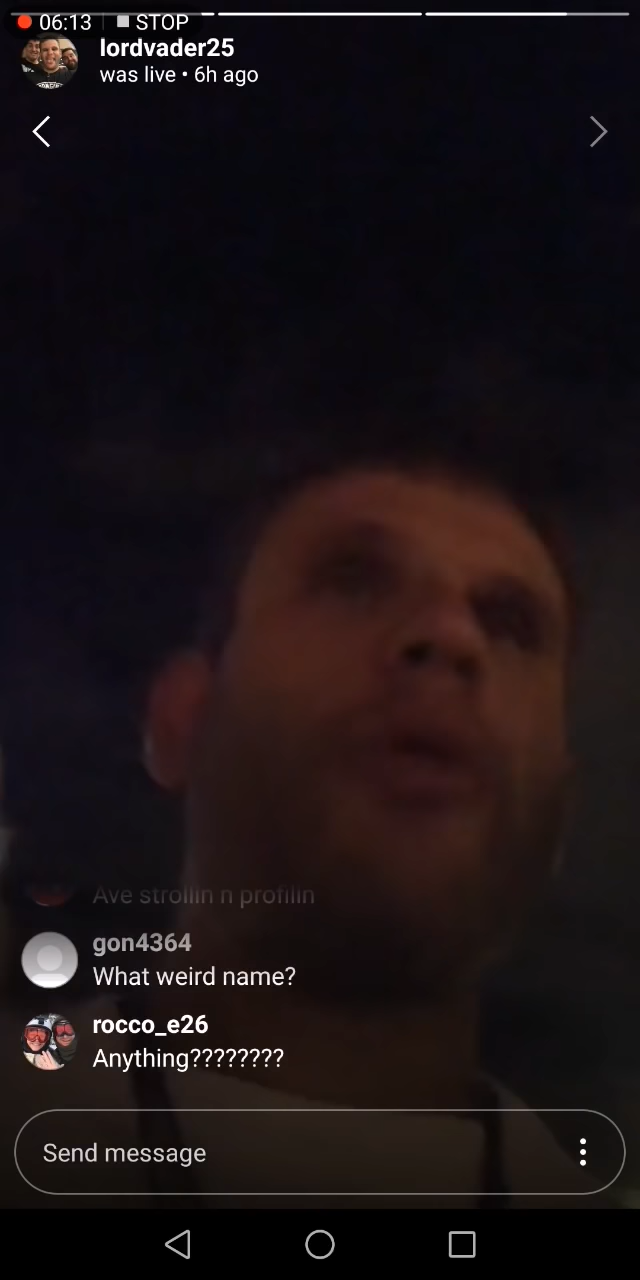 06:13 STOP
lordvader25
was live • 6h ago
Ave strollin n profilin
gon4364
What weird name?
rocco_e26
Anything????????
Send message